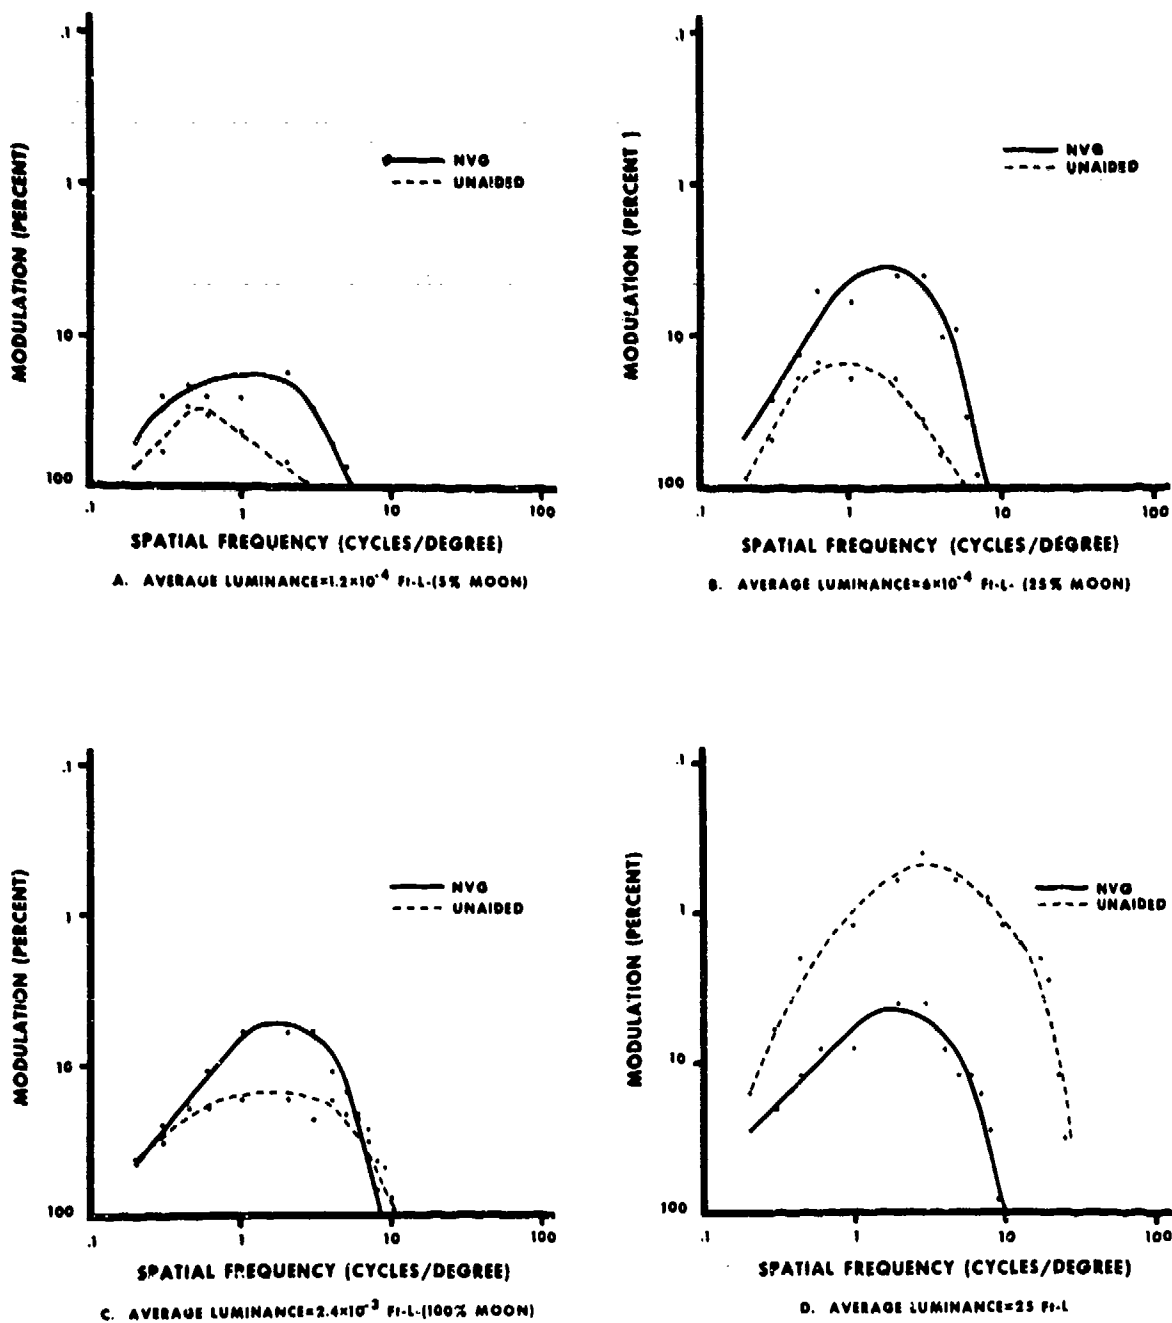 .1
1
10
100
MODULATION (PERCENT)
NVG
UNAIDED
.1
1
10
100
SPATIAL FREQUENCY (CYCLES/DEGREE)
A. AVERAGE LUMINANCE=1.2×10-4 Ft-L-(5% MOON)
.1
1
10
100
MODULATION (PERCENT)
NVG
UNAIDED
.1
1
10
100
SPATIAL FREQUENCY (CYCLES/DEGREE)
B. AVERAGE LUMINANCE=6×10-4 Ft-L- (25% MOON)
.1
1
10
100
MODULATION (PERCENT)
NVG
UNAIDED
.1
1
10
100
SPATIAL FREQUENCY (CYCLES/DEGREE)
C. AVERAGE LUMINANCE=2.4×10-3 Ft-L-(100% MOON)
.1
1
10
100
MODULATION (PERCENT)
NVG
UNAIDED
.1
1
10
100
SPATIAL FREQUENCY (CYCLES/DEGREE)
D. AVERAGE LUMINANCE=25 Ft-L